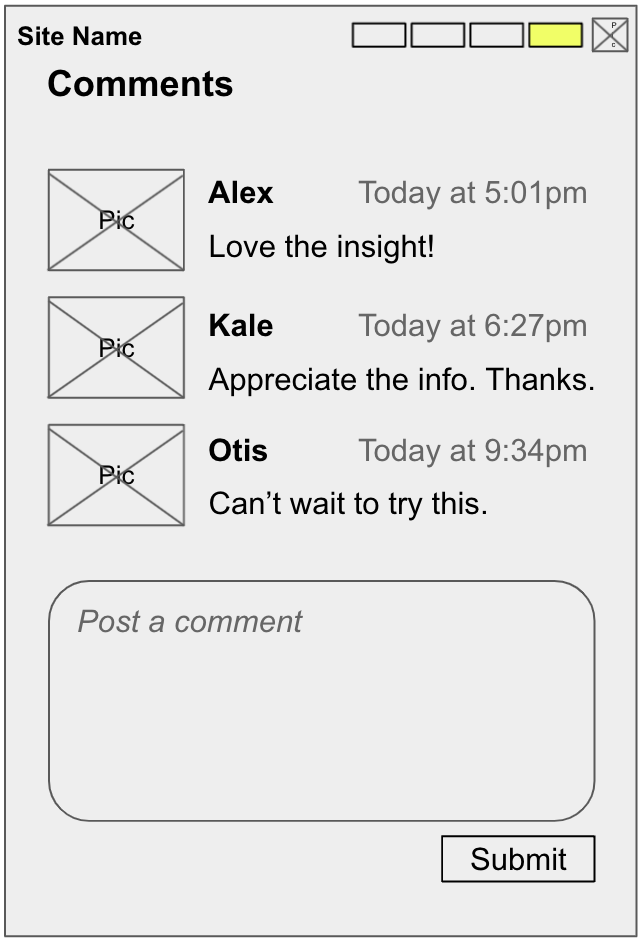 Site Name
Pic
Comments
Pic
Alex Today at 5:01pm
Love the insight!
Pic
Kale Today at 6:27pm
Appreciate the info. Thanks.
Pic
Otis Today at 9:34pm
Can’t wait to try this.
Post a comment
Submit